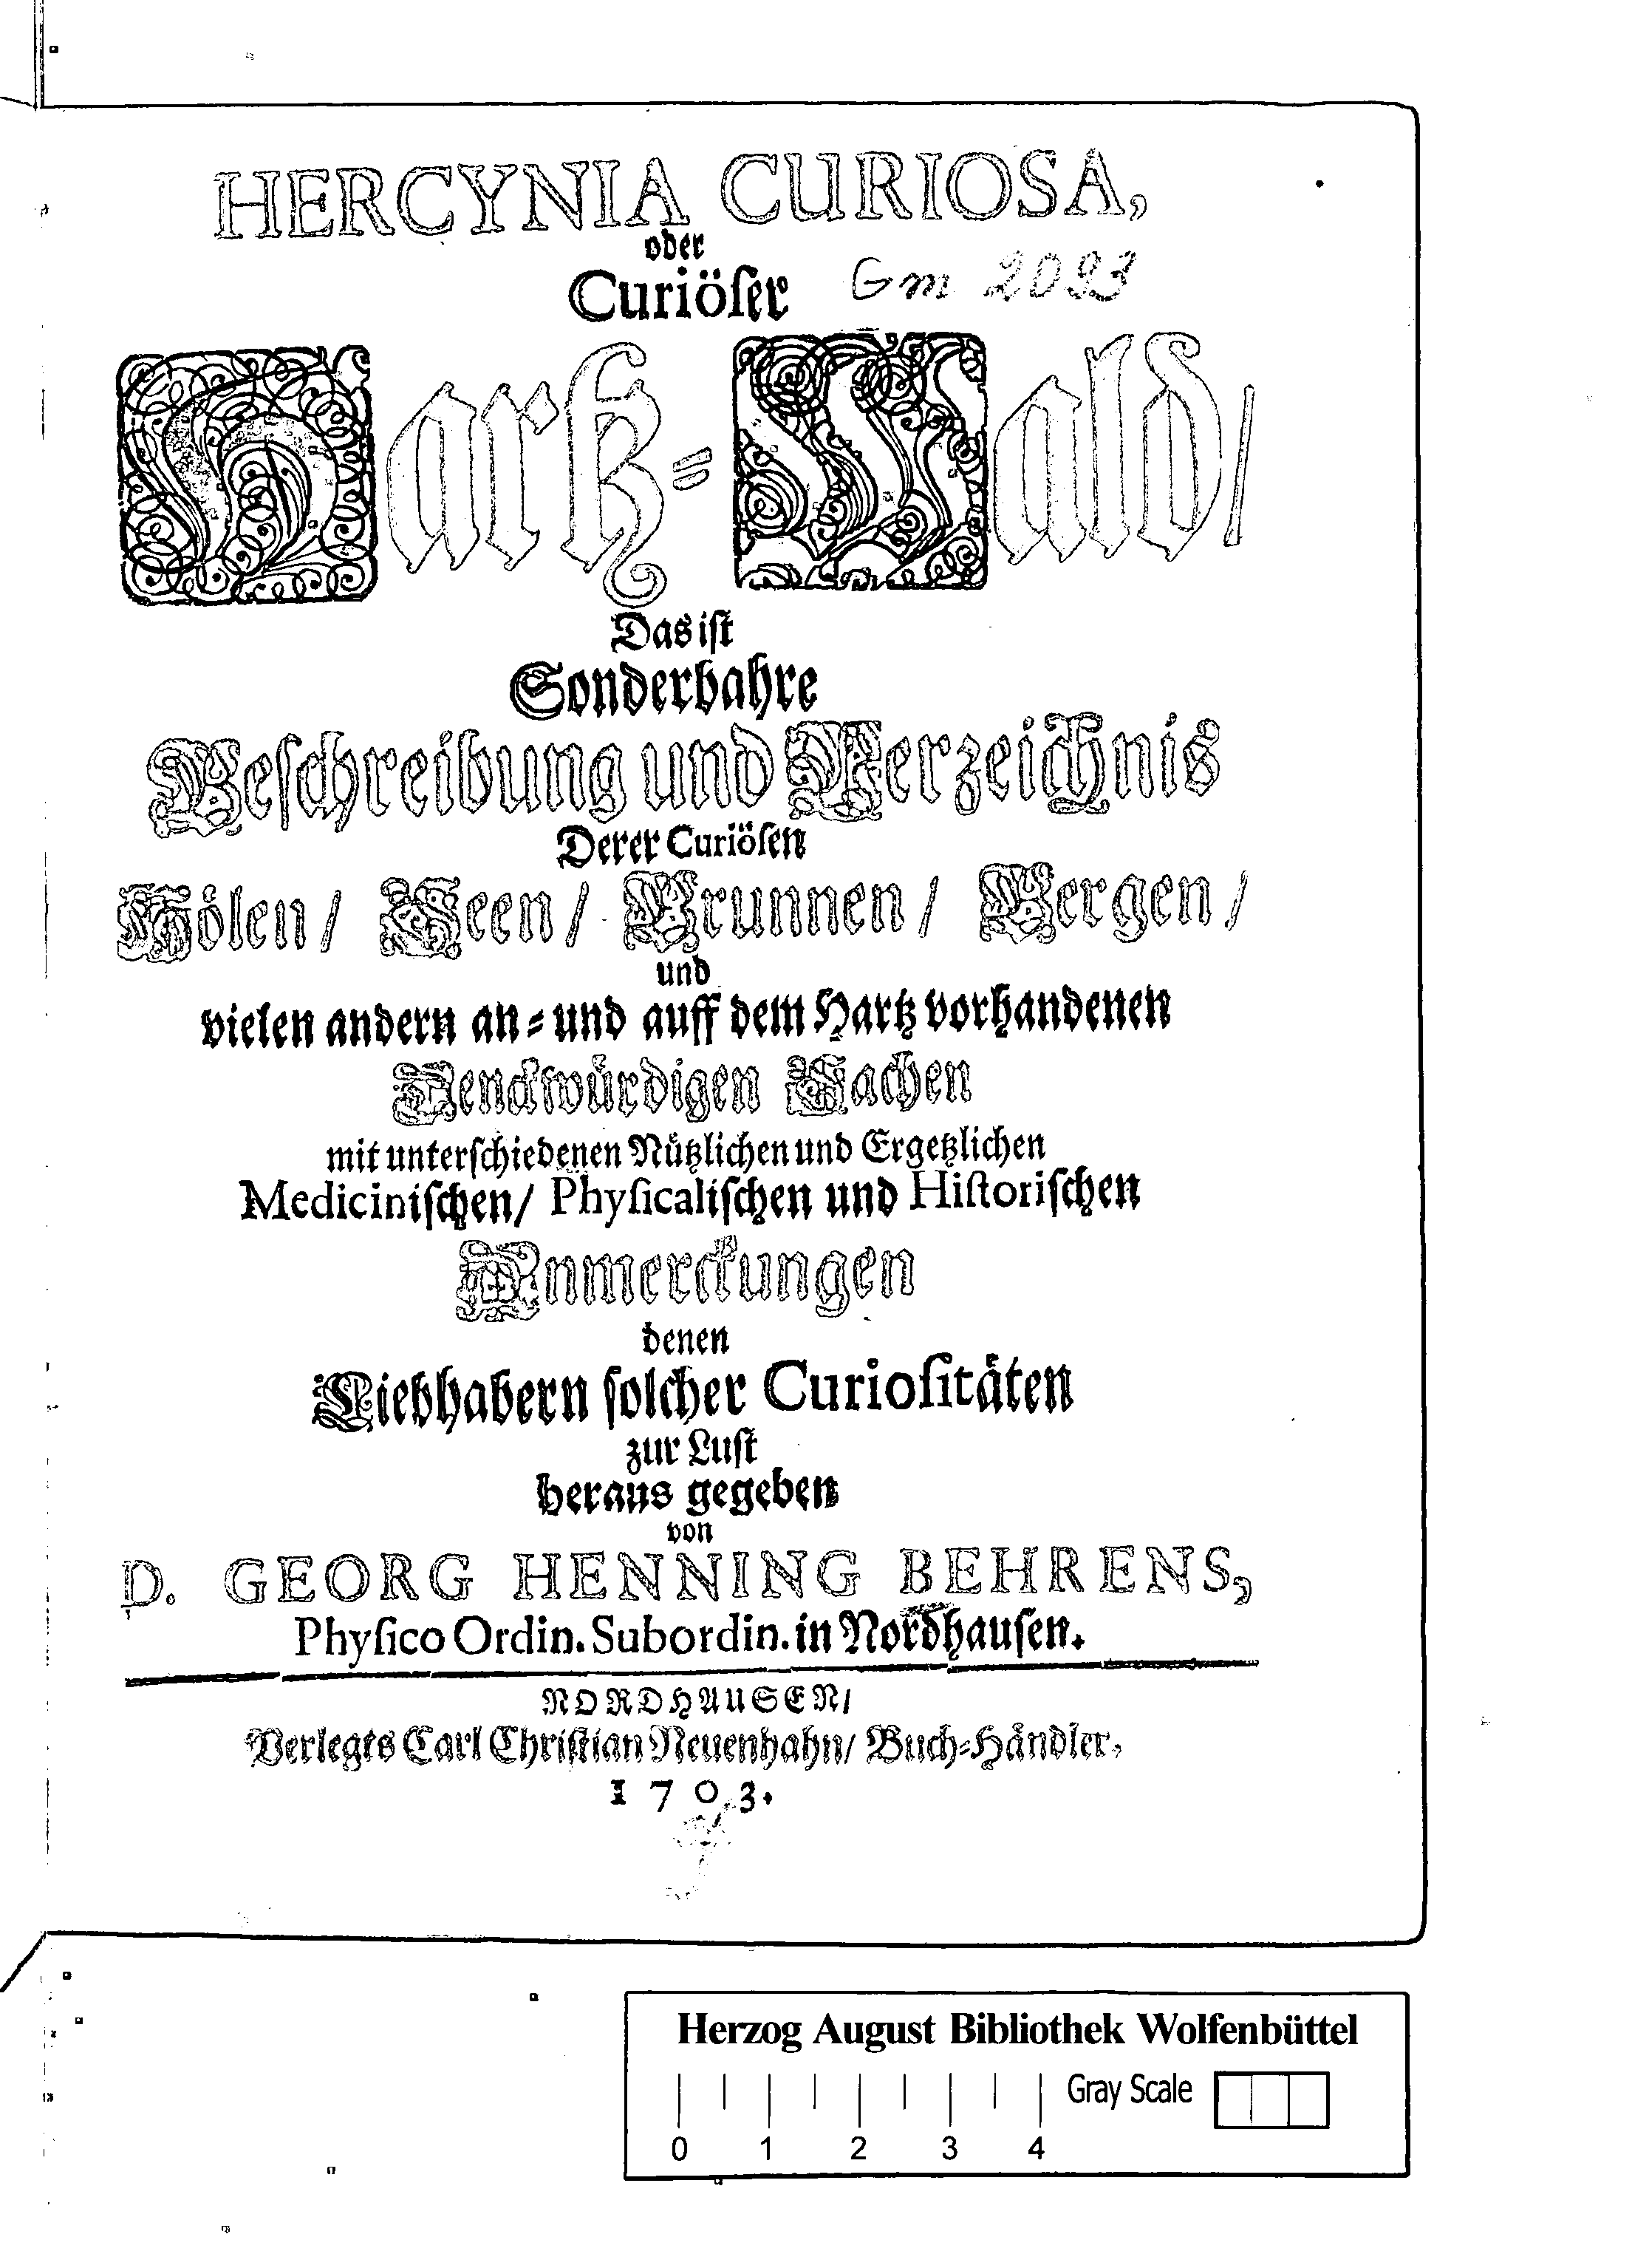 HERCYNIA CURIOSA,
oder
Curiöſer
Gm 2093
Hartz-Wald/
Das iſt
Sonderbahre
Beſchreibung und Verzeichnis
Derer Curiöſen
Hölen/ Seen/ Brunnen/ Bergen/
und
vielen andern an- und auff dem Hartz vorhandenen
Denckwürdigen Sachen
mit unterſchiedenen Nützlichen und Ergetzlichen
Mediciniſchen/ Phyſicaliſchen und Hiſtoriſchen
Anmerckungen
denen
Liebhabern ſolcher Curioſitäten
zur Luſt
heraus gegeben
von
D. GEORG HENNING BEHRENS,
Phyſico Ordin. Subordin. in Nordhauſen.
NORDHAUSEN/
Verlegts Carl Chriſtian Neuenhahn/ Buch-Händler,
1703.
Herzog August Bibliothek Wolfenbüttel
Gray Scale
0 1 2 3 4